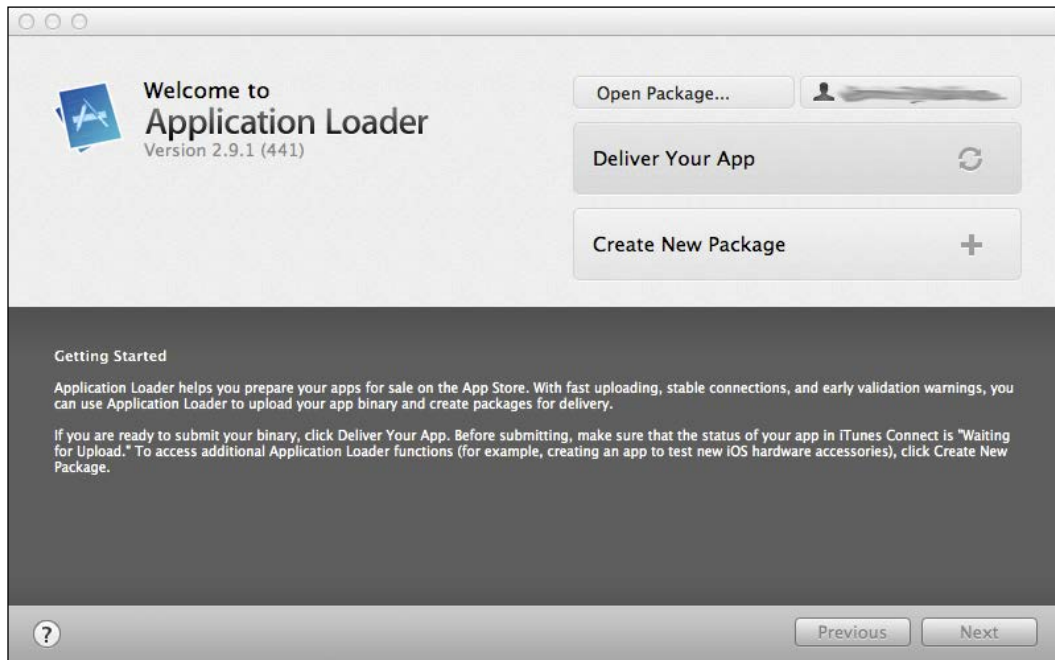 Welcome to
Application Loader
Version 2.9.1 (441)
Open Package...
Deliver Your App
Create New Package
Getting Started
Application Loader helps you prepare your apps for sale on the App Store. With fast uploading, stable connections, and early validation warnings, you
can use Application Loader to upload your app binary and create packages for delivery.
If you are ready to submit your binary, click Deliver Your App. Before submitting, make sure that the status of your app in iTunes Connect is "Waiting
for Upload." To access additional Application Loader functions (for example, creating an app to test new iOS hardware accessories), click Create New
Package.
?
Previous
Next